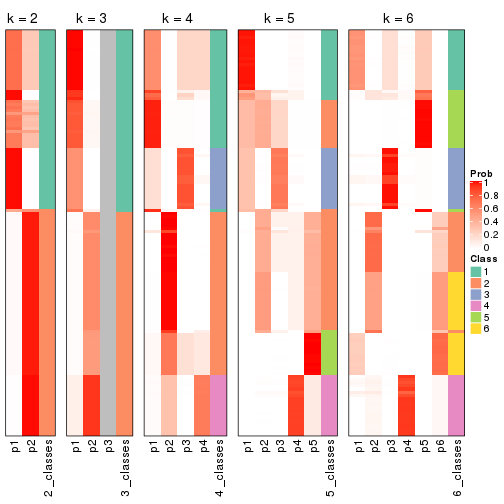 k = 2
k = 3
k = 4
k = 5
k = 6
p1
p2
2_classes
p1
p2
p3
3_classes
p1
p2
p3
p4
4_classes
p1
p2
p3
p4
p5
5_classes
p1
p2
p3
p4
p5
p6
6_classes
Prob
1
0.8
0.6
0.4
0.2
0
Class
1
2
3
4
5
6